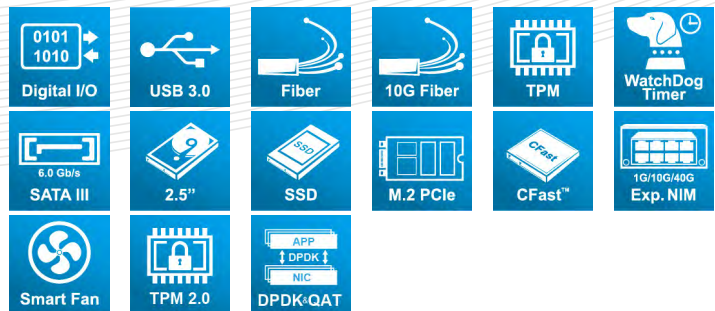 0101
1010
Digital I/O
USB 3.0
Fiber
10G Fiber
TPM
WatchDog
Timer
6.0 Gb/s
SATA III
2.5”
SSD
SSD
M.2 PCIe
CFast
CFast™
1G/10G/40G
Exp. NIM
Smart Fan
TPM 2.0
APP
DPDK
NIC
DPDK&QAT